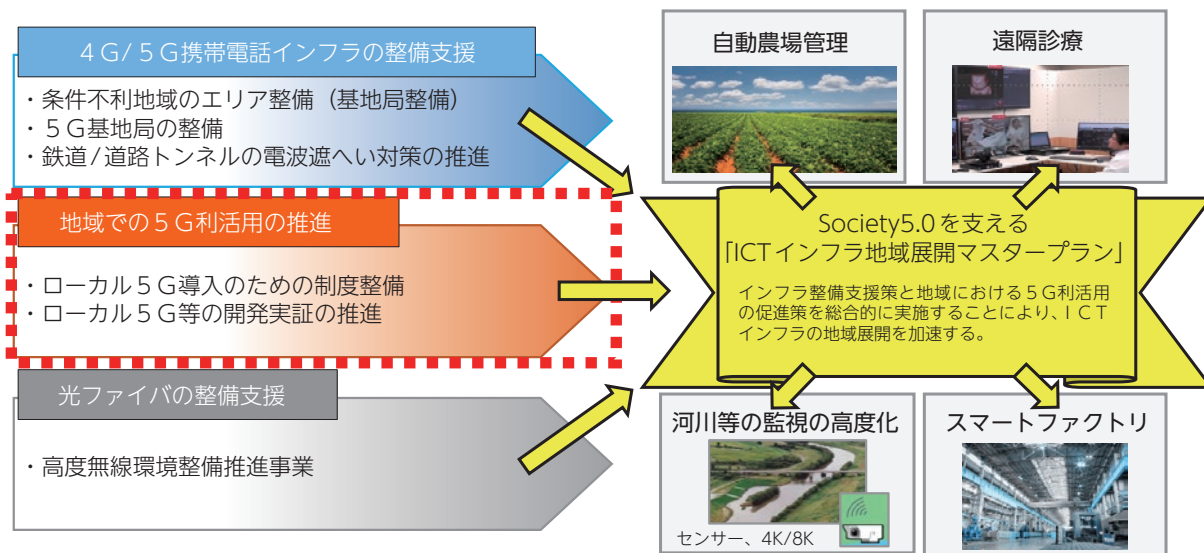 ４Ｇ/５Ｇ携帯電話インフラの整備支援
・条件不利地域のエリア整備（基地局整備）
・５Ｇ基地局の整備
・鉄道/道路トンネルの電波遮へい対策の推進
地域での５Ｇ利活用の推進
・ローカル５Ｇ導入のための制度整備
・ローカル５Ｇ等の開発実証の推進
光ファイバの整備支援
・高度無線環境整備推進事業
自動農場管理
遠隔診療
Society5.0を支える
「ICTインフラ地域展開マスタープラン」
インフラ整備支援策と地域における５Ｇ利活用
の促進策を総合的に実施することにより、ＩＣＴ
インフラの地域展開を加速する。
河川等の監視の高度化
センサー、4K/8K
スマートファクトリ